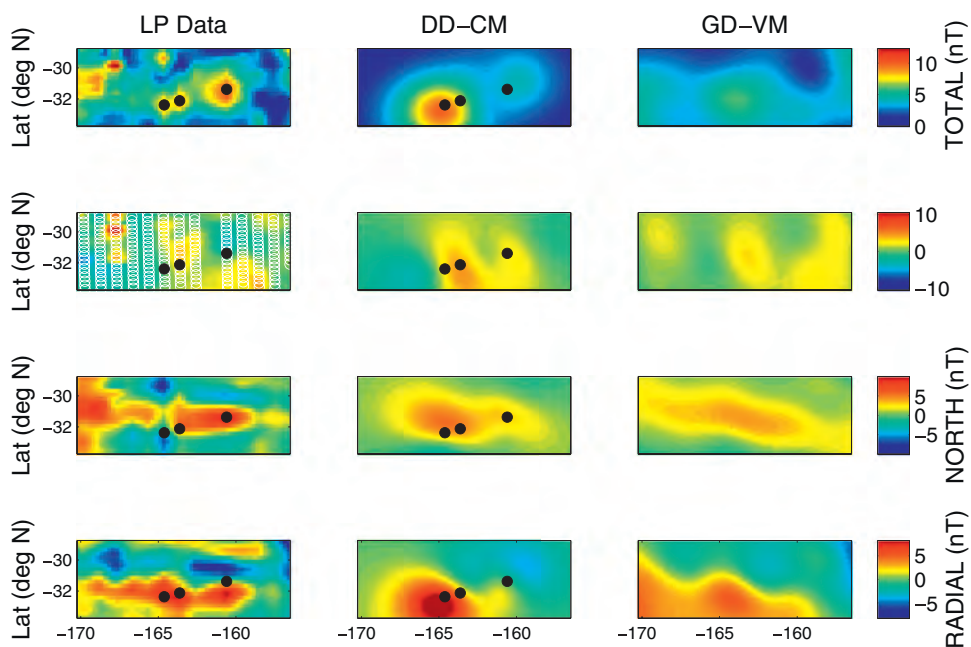 LP Data DD–CM GD–VM
Lat (deg N) −30 −32 10 5 0 TOTAL (nT)
Lat (deg N) −30 −32 10 0 −10
Lat (deg N) −30 −32 5 0 −5 NORTH (nT)
Lat (deg N) −30 −32 5 0 −5 RADIAL (nT)
−170 −165 −160 −170 −165 −160 −170 −165 −160